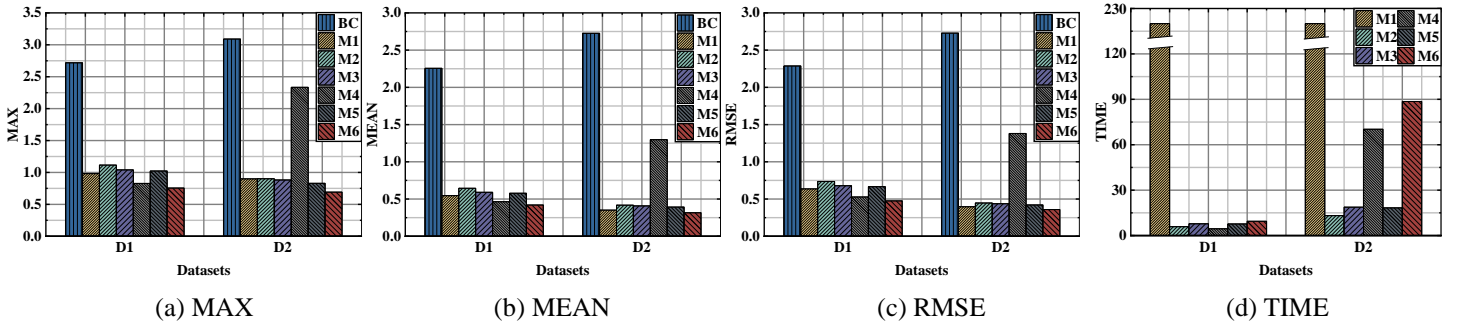 3.5
3.0
2.5
2.0
1.5
1.0
0.5
0.0
MAX
D1
D2
Datasets
BC
M1
M2
M3
M4
M5
M6
(a) MAX
3.0
2.5
2.0
1.5
1.0
0.5
0.0
MEAN
D1
D2
Datasets
BC
M1
M2
M3
M4
M5
M6
(b) MEAN
3.0
2.5
2.0
1.5
1.0
0.5
0.0
RMSE
D1
D2
Datasets
BC
M1
M2
M3
M4
M5
M6
(c) RMSE
230
120
90
60
30
0
TIME
D1
D2
Datasets
M1 M4
M2 M5
M3 M6
(d) TIME